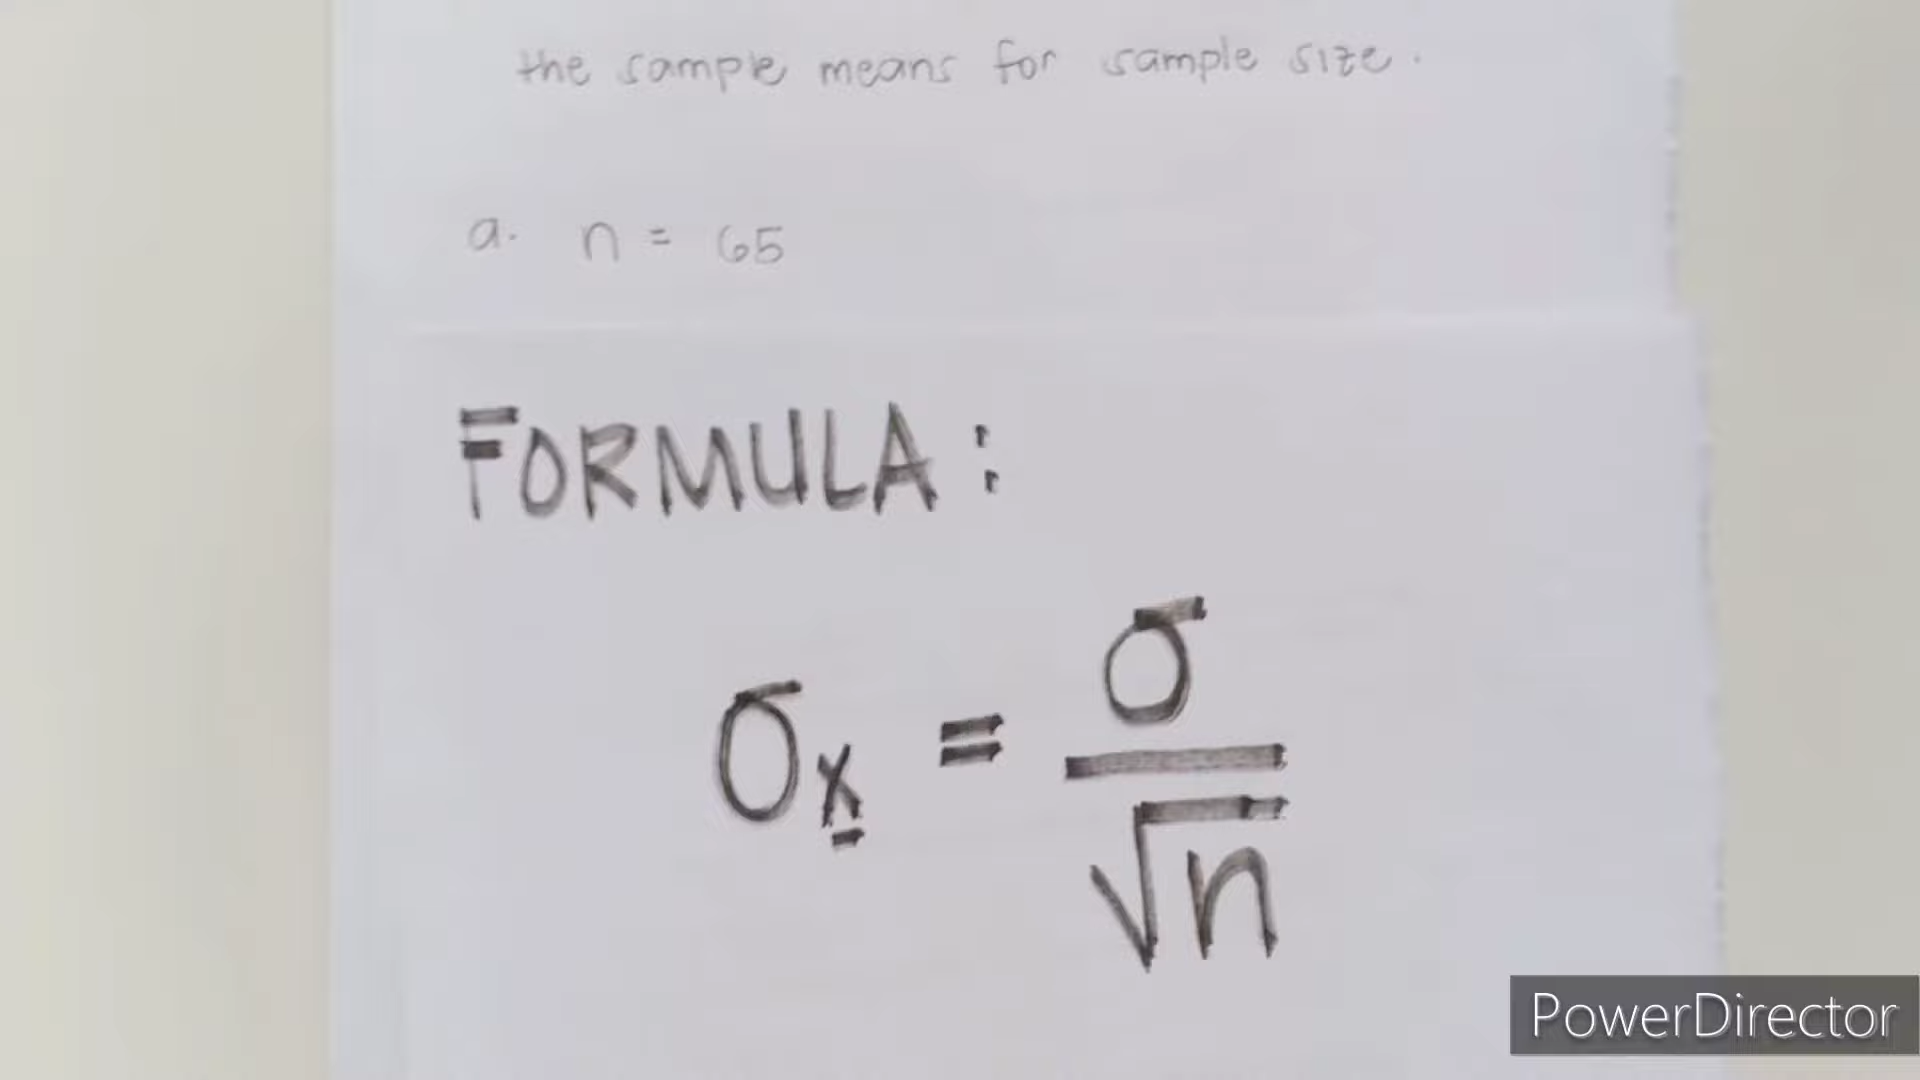 the sample means for sample size.
a. n = 65
FORMULA:
σx̲ = σ/√n
PowerDirector